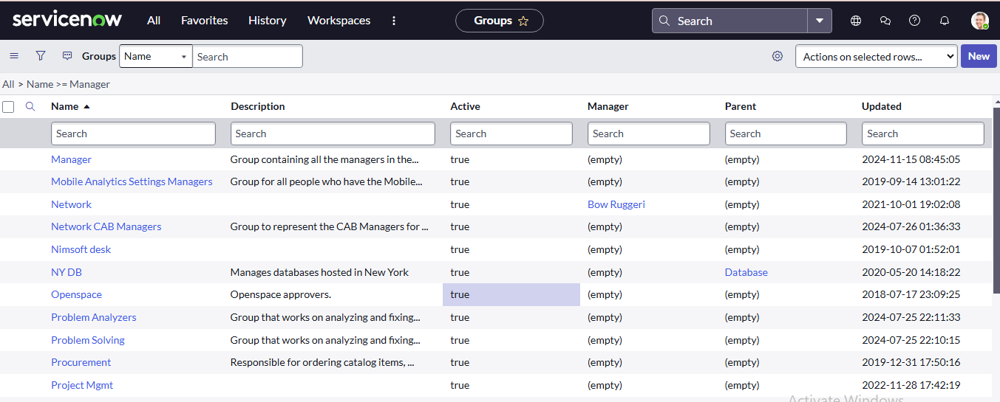 servicenow All Favorites History Workspaces Groups Search
Groups Name Search Actions on selected rows... New
All > Name >= Manager
Name Description Active Manager Parent Updated
Search Search Search Search Search Search
Manager Group containing all the managers in the... true (empty) (empty) 2024-11-15 08:45:05
Mobile Analytics Settings Managers Group for all people who have the Mobile... true (empty) (empty) 2019-09-14 13:01:22
Network true Bow Ruggeri (empty) 2021-10-01 19:02:08
Network CAB Managers Group to represent the CAB Managers for ... true (empty) (empty) 2024-07-26 01:36:33
Nimsoft desk true (empty) (empty) 2019-10-07 01:52:01
NY DB Manages databases hosted in New York true (empty) Database 2020-05-20 14:18:22
Openspace Openspace approvers. true (empty) (empty) 2018-07-17 23:09:25
Problem Analyzers Group that works on analyzing and fixing... true (empty) (empty) 2024-07-25 22:11:33
Problem Solving Group that works on analyzing and fixing... true (empty) (empty) 2024-07-25 22:10:15
Procurement Responsible for ordering catalog items, ... true (empty) (empty) 2019-12-31 17:50:16
Project Mgmt true (empty) (empty) 2022-11-28 17:42:19
Activate Windows